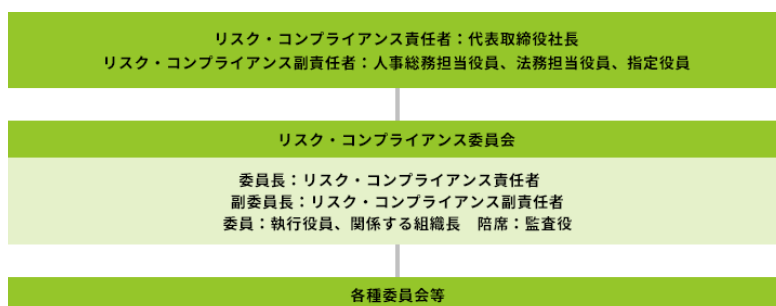 リスク・コンプライアンス責任者：代表取締役社長
リスク・コンプライアンス副責任者：人事総務担当役員、法務担当役員、指定役員
リスク・コンプライアンス委員会
委員長：リスク・コンプライアンス責任者
副委員長：リスク・コンプライアンス副責任者
委員：執行役員、関係する組織長　陪席：監査役
各種委員会等